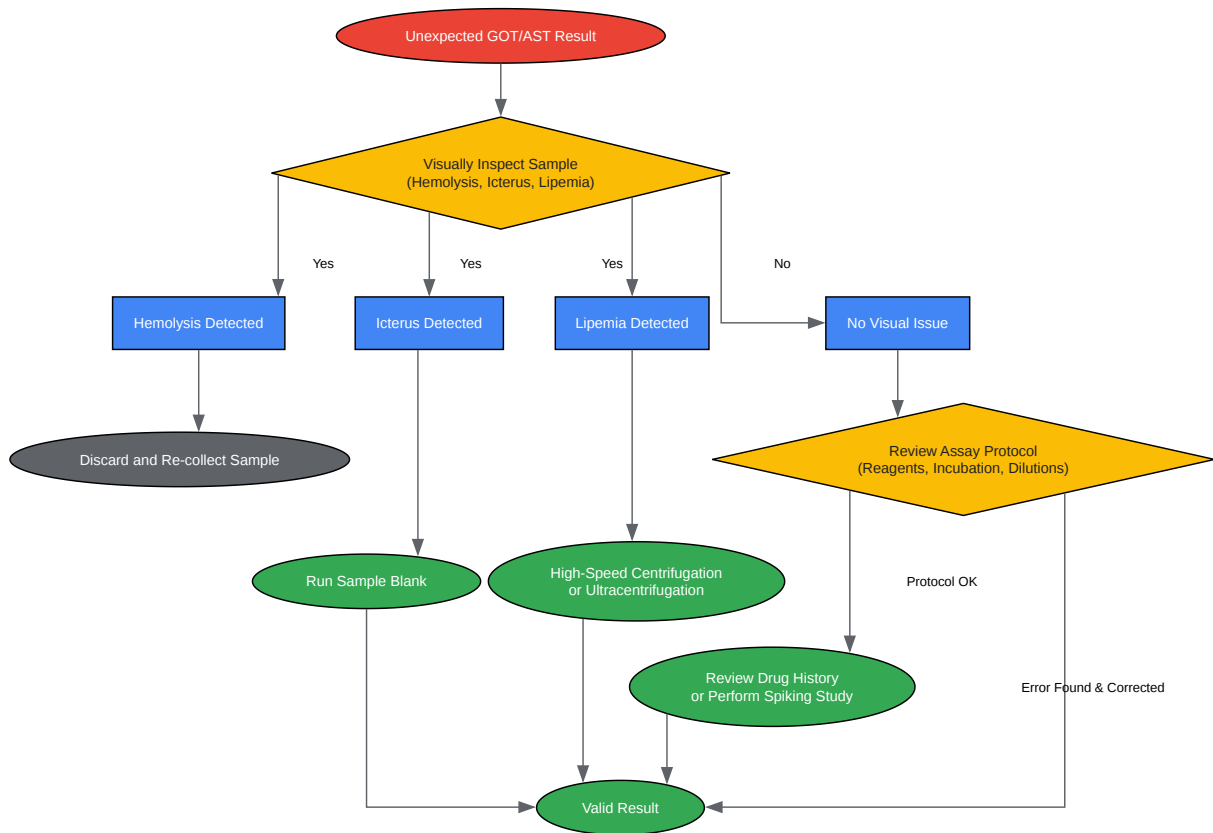 Unexpected GOT/AST Result
Visually Inspect Sample
(Hemolysis, Icterus, Lipemia)
Yes
Yes
Yes
No
Hemolysis Detected
Icterus Detected
Lipemia Detected
No Visual Issue
Discard and Re-collect Sample
Review Assay Protocol
(Reagents, Incubation, Dilutions)
Run Sample Blank
High-Speed Centrifugation
or Ultracentrifugation
Protocol OK
Review Drug History
or Perform Spiking Study
Error Found & Corrected
Valid Result